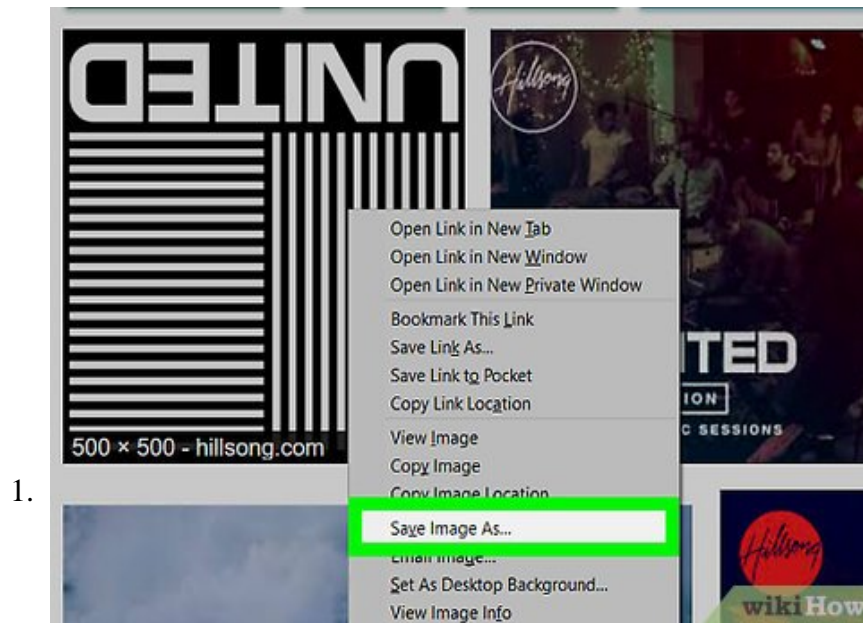 UNITED
500 × 500 - hillsong.com
Hillsong
TED
ION
C SESSIONS
Open Link in New Tab
Open Link in New Window
Open Link in New Private Window
Bookmark This Link
Save Link As...
Save Link to Pocket
Copy Link Location
View Image
Copy Image
Copy Image Location
Save Image As...
Email Image...
Set As Desktop Background...
View Image Info
1.
Hillsong
wikiHow